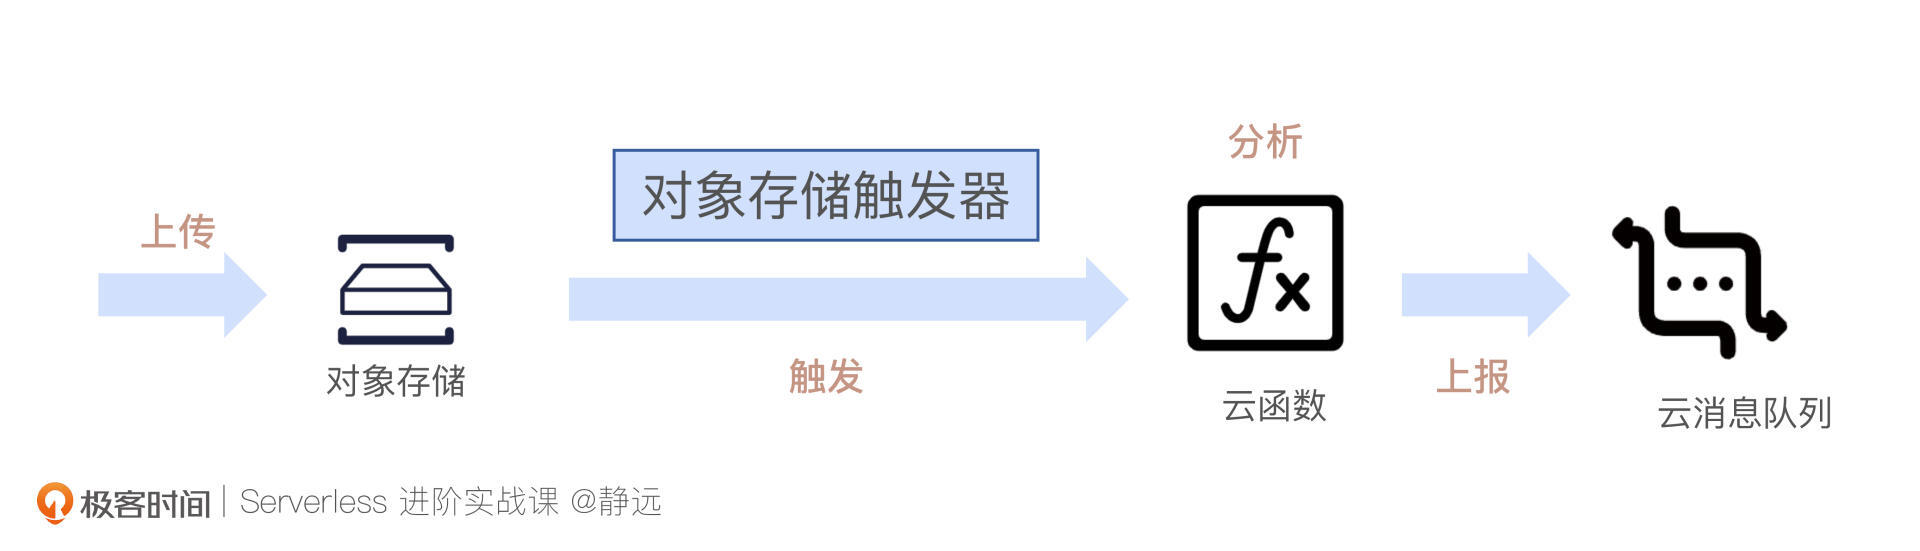 上传
对象存储
对象存储触发器
触发
分析
fx
云函数
上报
云消息队列
极客时间 | Serverless 进阶实战课 @静远